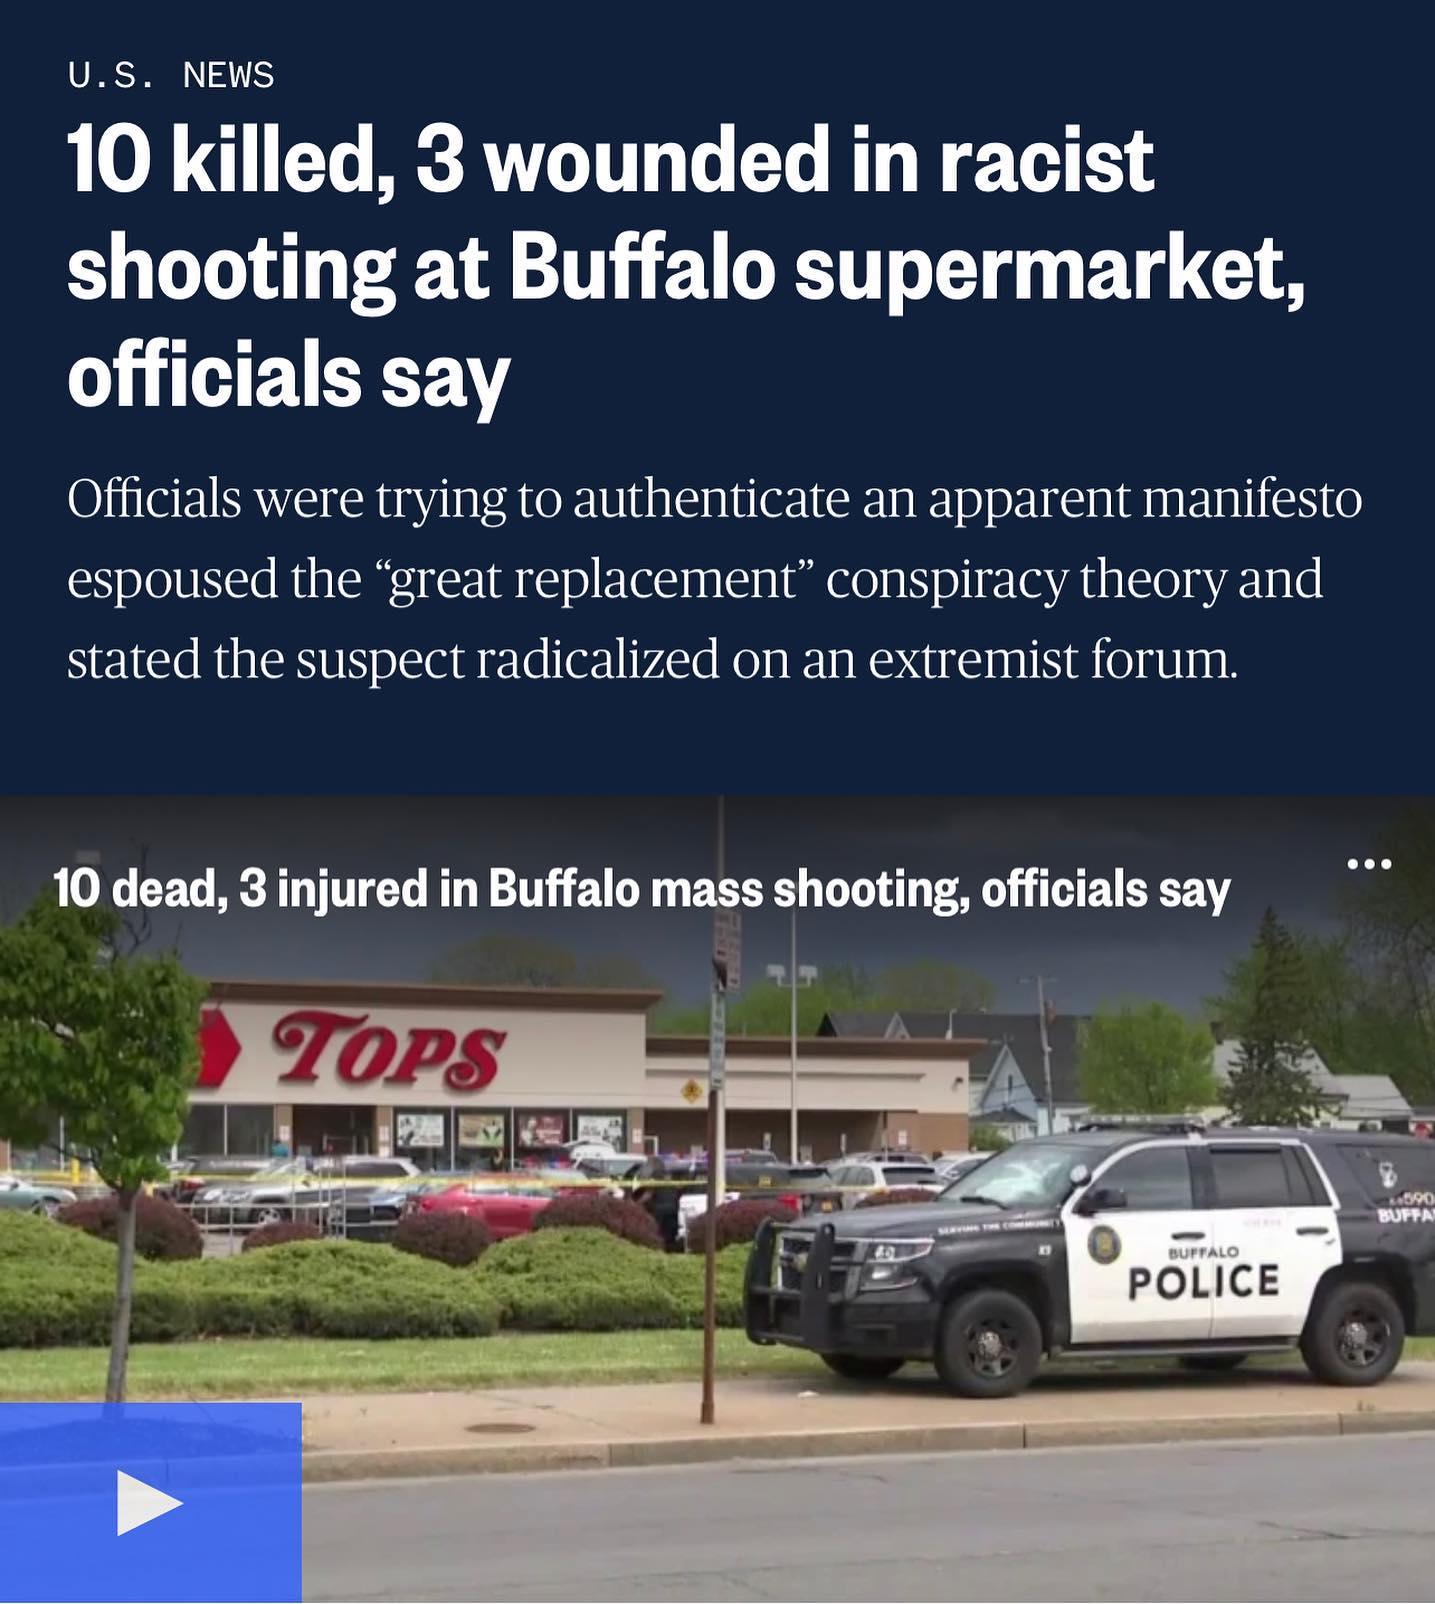 U.S. NEWS
10 killed, 3 wounded in racist
shooting at Buffalo supermarket,
officials say
Officials were trying to authenticate an apparent manifesto
espoused the “great replacement” conspiracy theory and
stated the suspect radicalized on an extremist forum.
10 dead, 3 injured in Buffalo mass shooting, officials say
TOPS
SERVING THE COMMUNITY
BUFFALO
POLICE